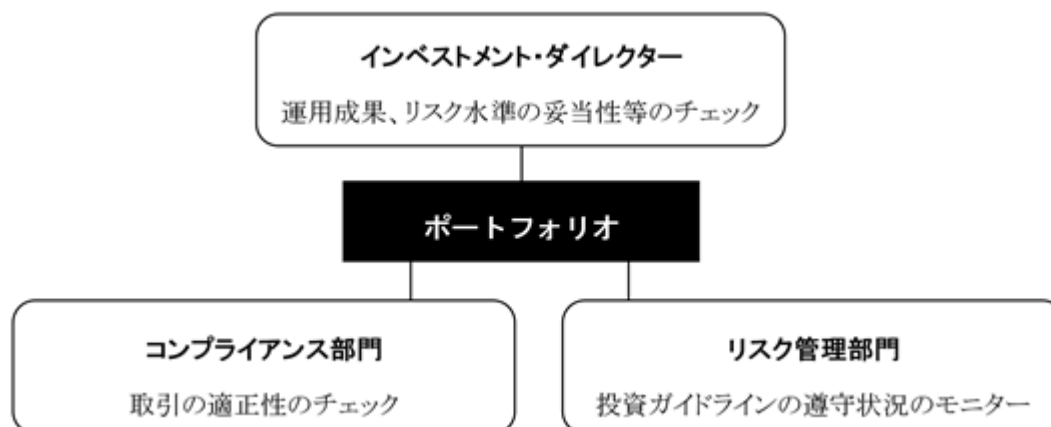 インベストメント・ダイレクター
運用成果、リスク水準の妥当性等のチェック
ポートフォリオ
コンプライアンス部門
取引の適正性のチェック
リスク管理部門
投資ガイドラインの遵守状況のモニター